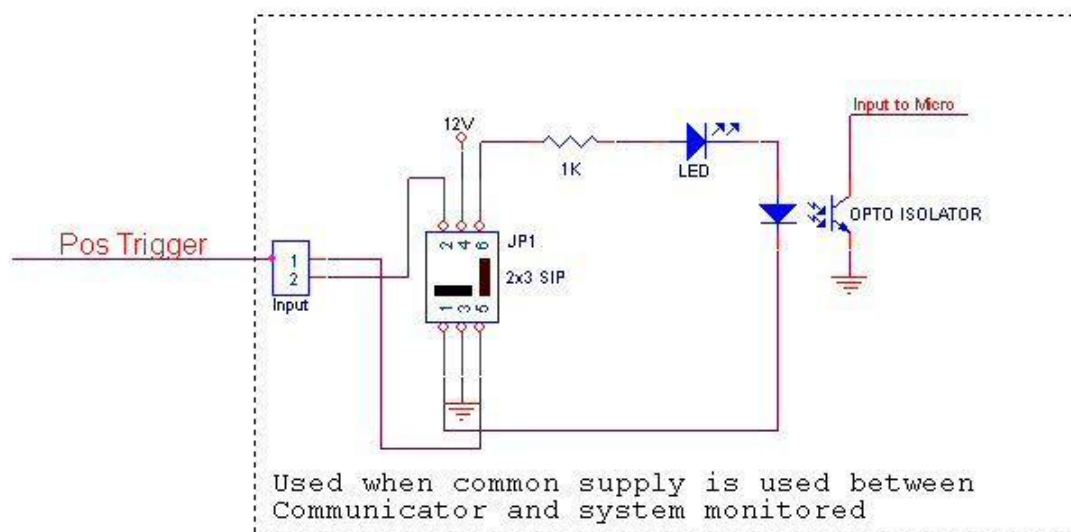 Input to Micro
12V
1K
LED
OPTO ISOLATOR
Pos Trigger
2 4 6
JP1
1
2x3 SIP
2
1 3 5
Input
Used when common supply is used between
Communicator and system monitored